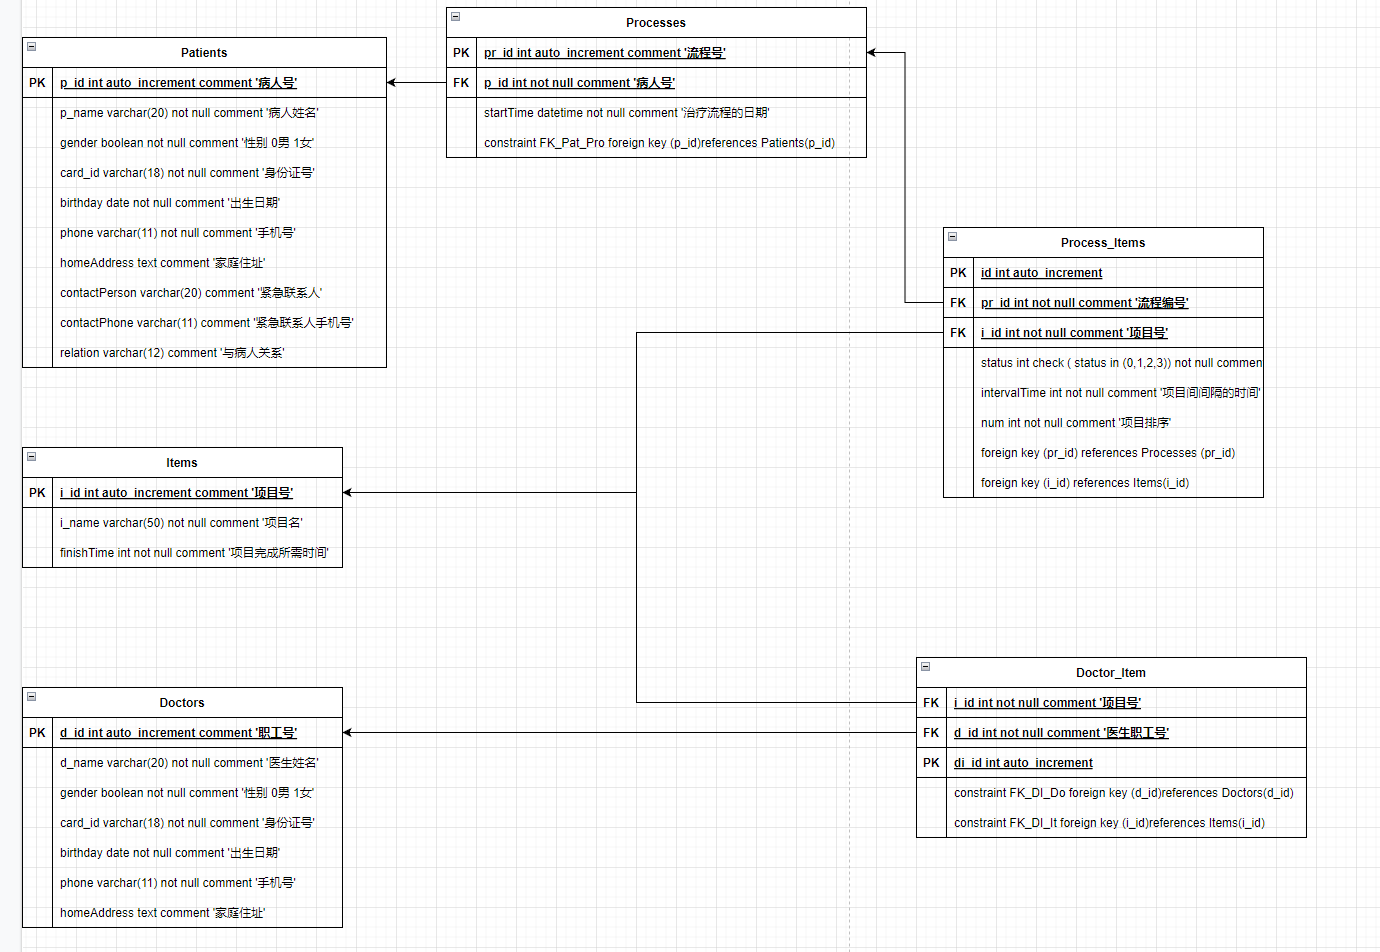 Patients
PK p_id int auto_increment comment '病人号'
p_name varchar(20) not null comment '病人姓名'
gender boolean not null comment '性别 0男 1女'
card_id varchar(18) not null comment '身份证号'
birthday date not null comment '出生日期'
phone varchar(11) not null comment '手机号'
homeAddress text comment '家庭住址'
contactPerson varchar(20) comment '紧急联系人'
contactPhone varchar(11) comment '紧急联系人手机号'
relation varchar(12) comment '与病人关系'
Processes
PK pr_id int auto_increment comment '流程号'
FK p_id int not null comment '病人号'
startTime datetime not null comment '治疗流程的日期'
constraint FK_Pat_Pro foreign key (p_id)references Patients(p_id)
Process_Items
PK id int auto_increment
FK pr_id int not null comment '流程编号'
FK i_id int not null comment '项目号'
status int check ( status in (0,1,2,3)) not null commen
intervalTime int not null comment '项目间间隔的时间'
num int not null comment '项目排序'
foreign key (pr_id) references Processes (pr_id)
foreign key (i_id) references Items(i_id)
Items
PK i_id int auto_increment comment '项目号'
i_name varchar(50) not null comment '项目名'
finishTime int not null comment '项目完成所需时间'
Doctors
PK d_id int auto_increment comment '职工号'
d_name varchar(20) not null comment '医生姓名'
gender boolean not null comment '性别 0男 1女'
card_id varchar(18) not null comment '身份证号'
birthday date not null comment '出生日期'
phone varchar(11) not null comment '手机号'
homeAddress text comment '家庭住址'
Doctor_Item
FK i_id int not null comment '项目号'
FK d_id int not null comment '医生职工号'
PK di_id int auto_increment
constraint FK_DI_Do foreign key (d_id)references Doctors(d_id)
constraint FK_DI_It foreign key (i_id)references Items(i_id)